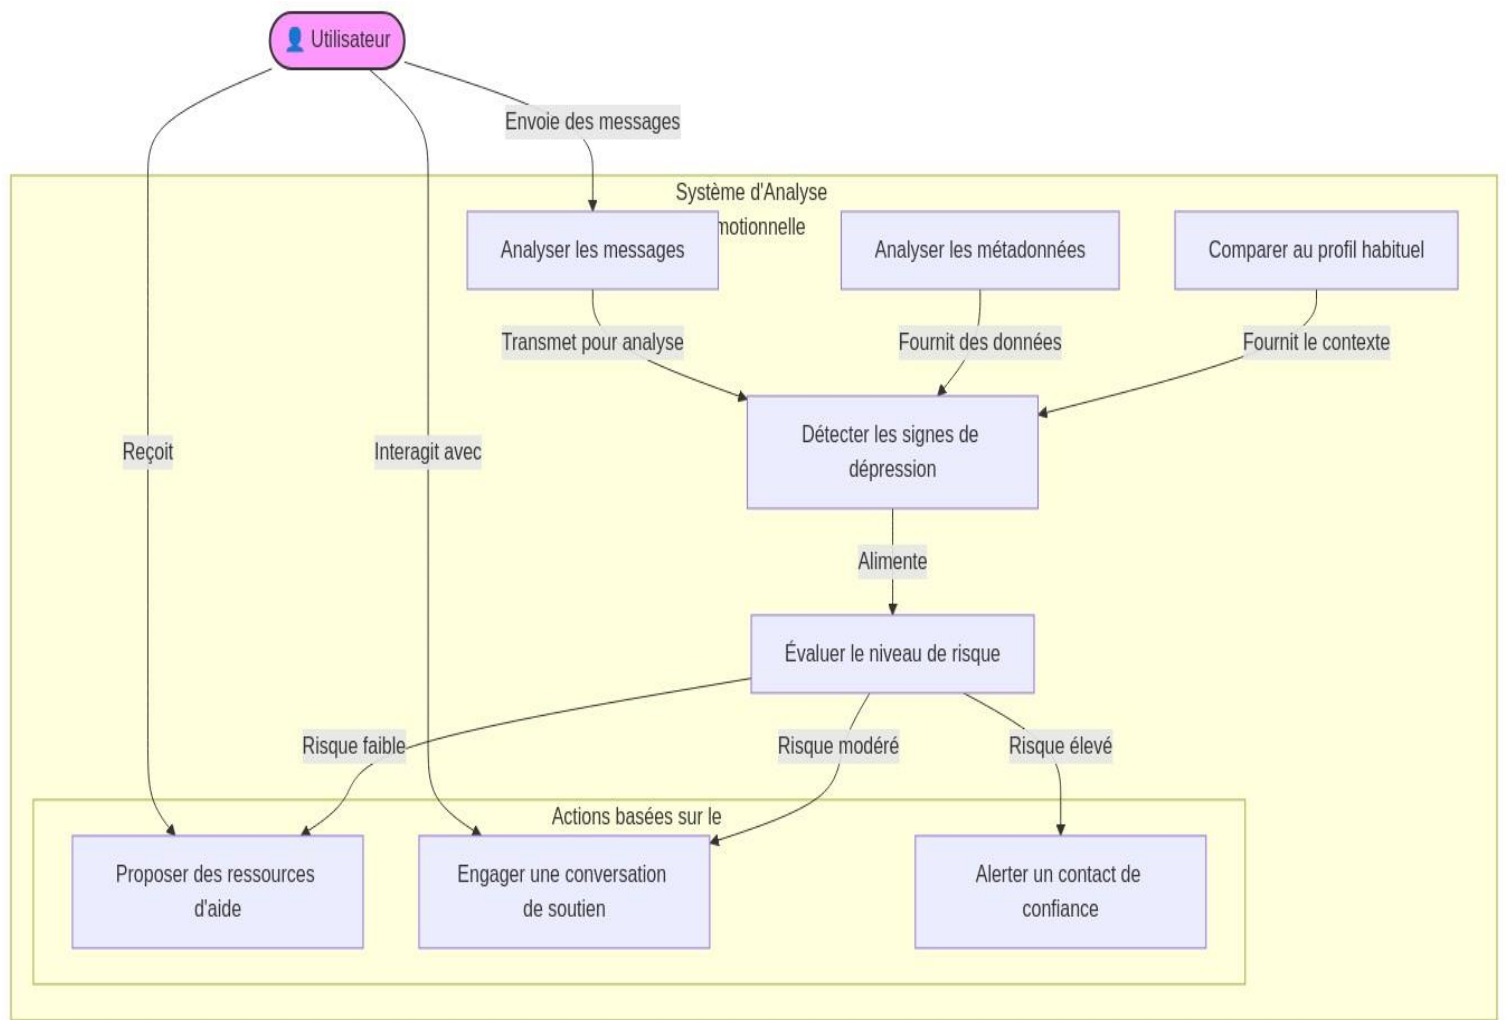 👤 Utilisateur
Envoie des messages
Système d'Analyse
motionnelle
Analyser les messages
Analyser les métadonnées
Comparer au profil habituel
Transmet pour analyse
Fournit des données
Fournit le contexte
Détecter les signes de
dépression
Reçoit
Interagit avec
Alimente
Évaluer le niveau de risque
Risque faible
Risque modéré
Risque élevé
Actions basées sur le
Proposer des ressources
d'aide
Engager une conversation
de soutien
Alerter un contact de
confiance